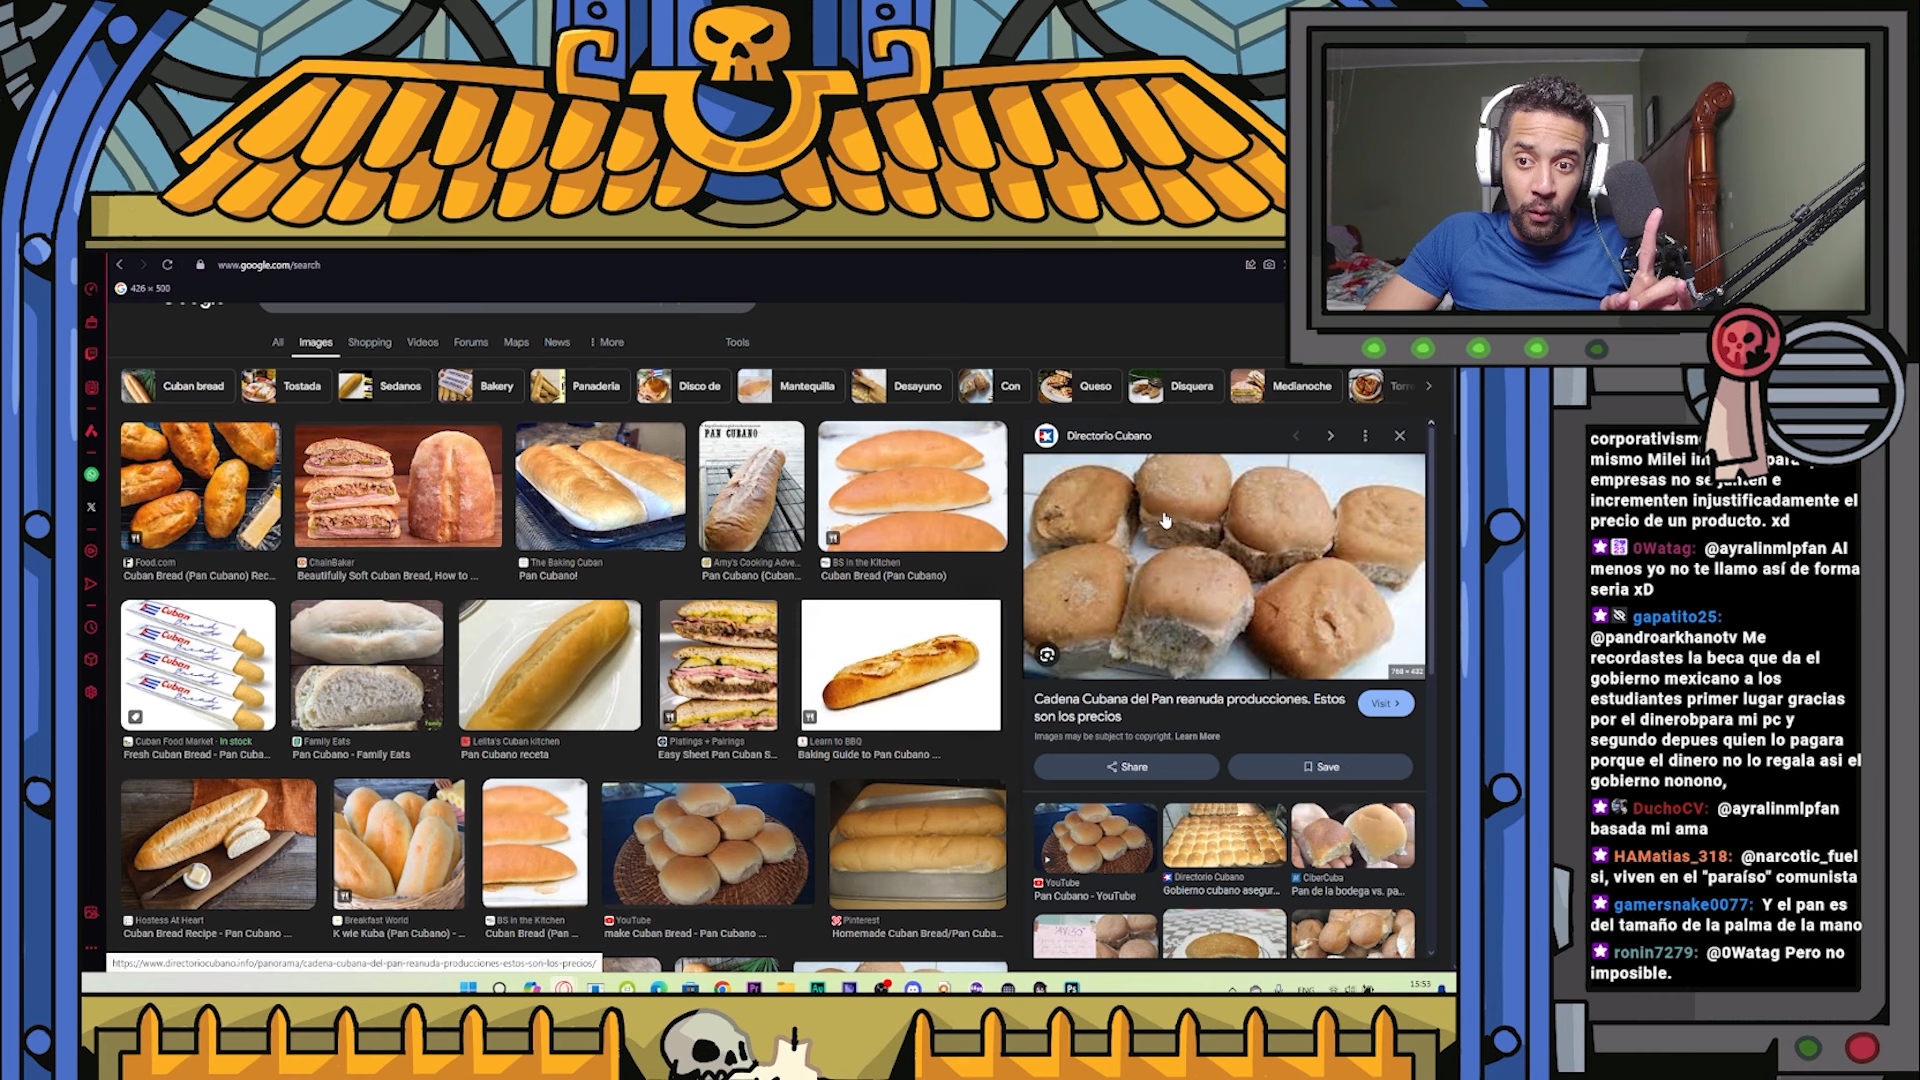 www.google.com/search
426 × 500
All
Images
Shopping
Videos
Forums
Maps
News
More
Tools
Cuban bread
Tostada
Sedanos
Bakery
Panaderia
Disco de
Mantequilla
Desayuno
Con
Queso
Disquera
Medianoche
PAN CUBANO
Food.com
Cuban Bread (Pan Cubano) Rec...
ChainBaker
Beautifully Soft Cuban Bread, How to ...
The Baking Cuban
Pan Cubano!
Amy's Cooking Adve...
Pan Cubano {Cuban...
BS in the Kitchen
Cuban Bread (Pan Cubano)
Cuban Food Market - In stock
Fresh Cuban Bread - Pan Cuba...
Family Eats
Pan Cubano - Family Eats
Lelita's Cuban kitchen
Pan Cubano receta
Platings + Pairings
Easy Sheet Pan Cuban S...
Learn to BBQ
Baking Guide to Pan Cubano ...
Hostess At Heart
Cuban Bread Recipe - Pan Cubano ...
Breakfast World
K wie Kuba (Pan Cubano) - ...
BS in the Kitchen
Cuban Bread (Pan ...
YouTube
make Cuban Bread - Pan Cubano ...
Pinterest
Homemade Cuban Bread/Pan Cuba...
https://www.directoriocubano.info/panorama/cadena-cubana-del-pan-reanuda-producciones-estos-son-los-precios/
Directorio Cubano
768 × 432
Cadena Cubana del Pan reanuda producciones. Estos
son los precios
Visit
Images may be subject to copyright. Learn More
Share
Save
YouTube
Pan Cubano - YouTube
Directorio Cubano
Gobierno cubano asegur...
CiberCuba
Pan de la bodega vs. pa...
ENG
15:53
mismo Milei
empresas no se junten e
incrementen injustificadamente el
precio de un producto. xd
0Watag: @ayralinmlpfan Al
menos yo no te llamo así de forma
seria xD
gapatito25:
@pandroarkhanotv Me
recordastes la beca que da el
gobierno mexicano a los
estudiantes primer lugar gracias
por el dinerobpara mi pc y
segundo depues quien lo pagara
porque el dinero no lo regala asi el
gobierno nonono,
DuchoCV: @ayralinmlpfan
basada mi ama
HAMatias_318: @narcotic_fuel
si, viven en el "paraíso" comunista
gamersnake0077: Y el pan es
del tamaño de la palma de la mano
ronin7279: @0Watag Pero no
imposible.